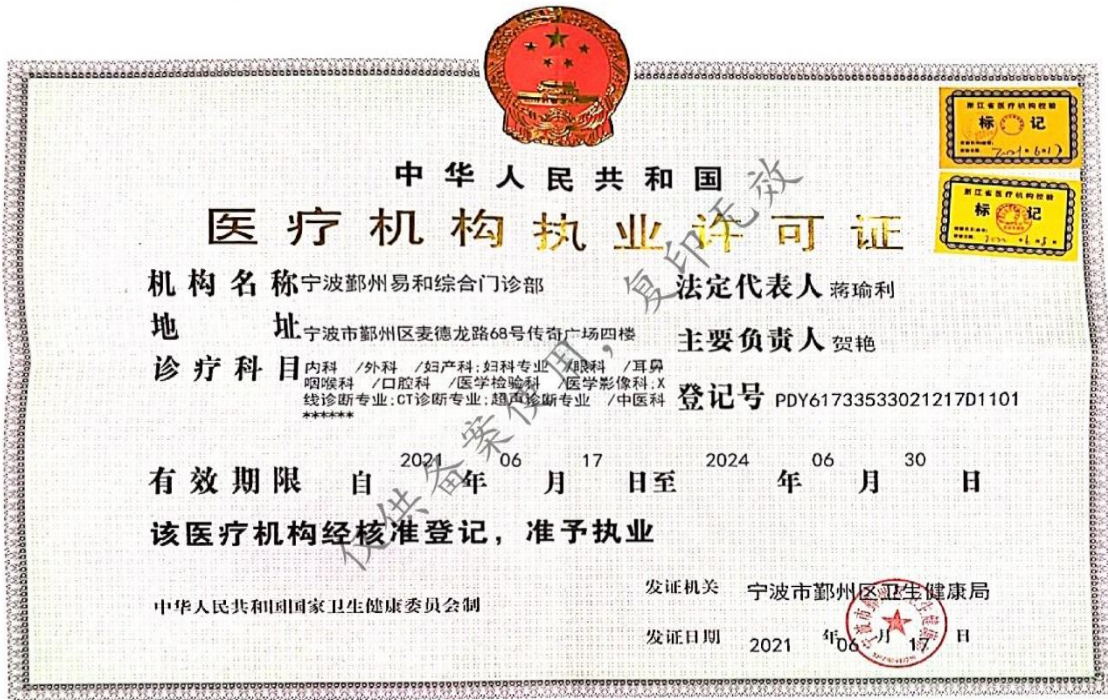 中华人民共和国
医疗机构执业许可证
浙江省医疗机构校验
标 记
浙江省医疗机构校验
标 记
机构名称 宁波鄞州易和综合门诊部
法定代表人 蒋瑜利
地 址 宁波市鄞州区麦德龙路68号传奇广场四楼
主要负责人 贺艳
诊疗科目 内科 /外科 /妇产科;妇科专业 /眼科 /耳鼻
咽喉科 /口腔科 /医学检验科 /医学影像科;X
线诊断专业;CT诊断专业;超声诊断专业 /中医科
******
登记号 PDY61733533021217D1101
有效期限 自 2021 年 06 月 17 日至 2024 年 06 月 30 日
该医疗机构经核准登记，准予执业
中华人民共和国国家卫生健康委员会制
发证机关 宁波市鄞州区卫生健康局
发证日期 2021 年 06 月 17 日
仅供备案使用，复印无效